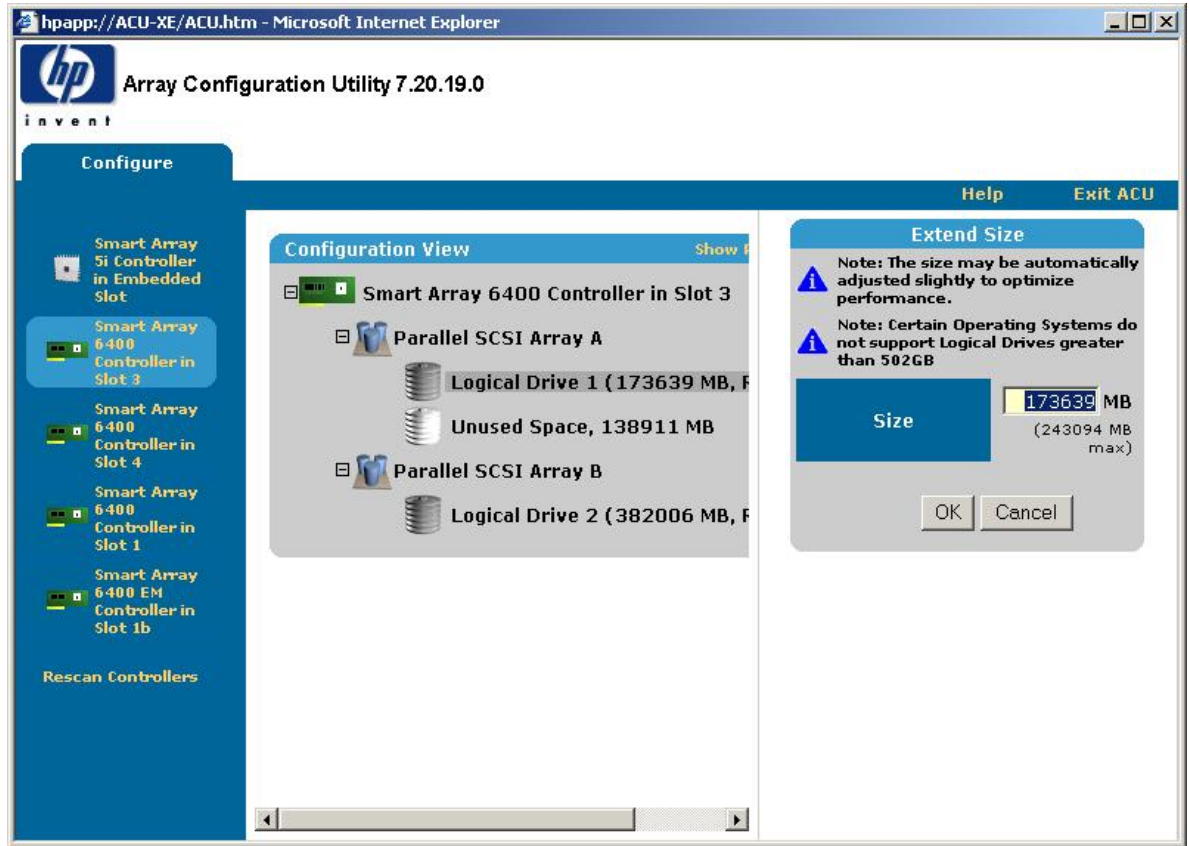 hpapp://ACU-XE/ACU.htm - Microsoft Internet Explorer
hp
invent
Array Configuration Utility 7.20.19.0
Configure
Help Exit ACU
Smart Array
5i Controller
in Embedded
Slot
Smart Array
6400
Controller in
Slot 3
Smart Array
6400
Controller in
Slot 4
Smart Array
6400
Controller in
Slot 1
Smart Array
6400 EM
Controller in
Slot 1b
Rescan Controllers
Configuration View Show
Smart Array 6400 Controller in Slot 3
Parallel SCSI Array A
Logical Drive 1 (173639 MB,
Unused Space, 138911 MB
Parallel SCSI Array B
Logical Drive 2 (382006 MB,
Extend Size
Note: The size may be automatically
adjusted slightly to optimize
performance.
Note: Certain Operating Systems do
not support Logical Drives greater
than 502GB
Size
173639 MB
(243094 MB
max)
OK Cancel